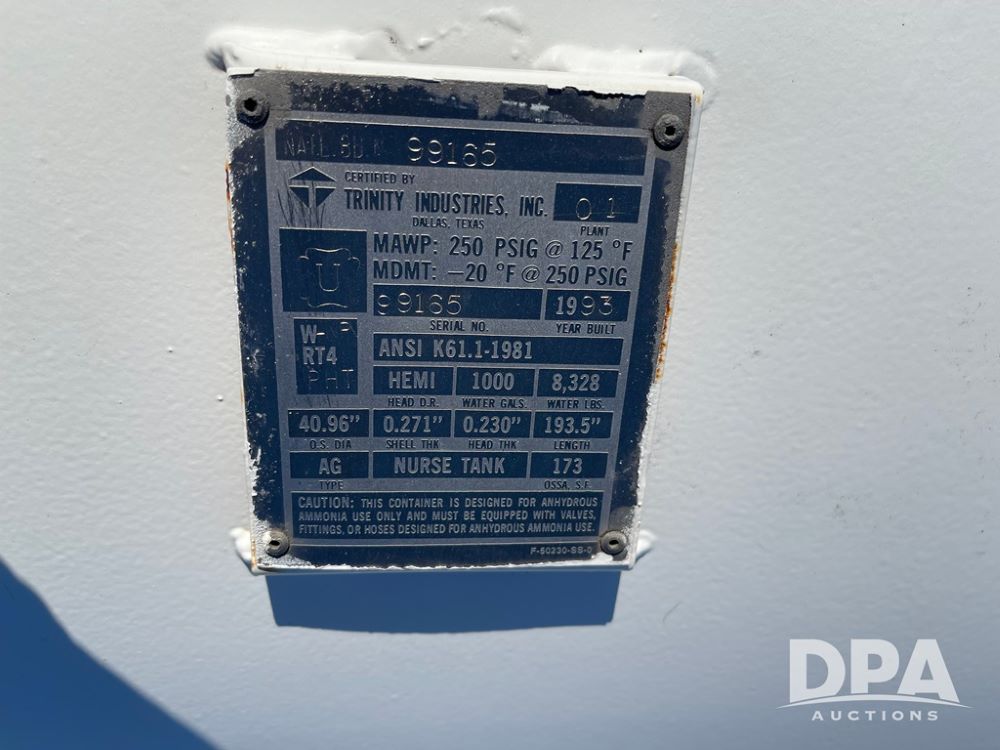 NATL. BD. 99165
CERTIFIED BY
TRINITY INDUSTRIES, INC. 01
DALLAS, TEXAS PLANT
U
MAWP: 250 PSIG @ 125 °F
MDMT: -20 °F @ 250 PSIG
99165 1993
SERIAL NO. YEAR BUILT
W-
RT4
PHT
ANSI K61.1-1981
HEMI 1000 8,328
HEAD D.R. WATER GALS. WATER LBS.
40.96" 0.271" 0.230" 193.5"
O.S. DIA SHELL THK HEAD THK LENGTH
AG NURSE TANK 173
TYPE OSSA. S.F.
CAUTION: THIS CONTAINER IS DESIGNED FOR ANHYDROUS
AMMONIA USE ONLY AND MUST BE EQUIPPED WITH VALVES,
FITTINGS, OR HOSES DESIGNED FOR ANHYDROUS AMMONIA USE.
F-60230-SS-0
DPA
AUCTIONS